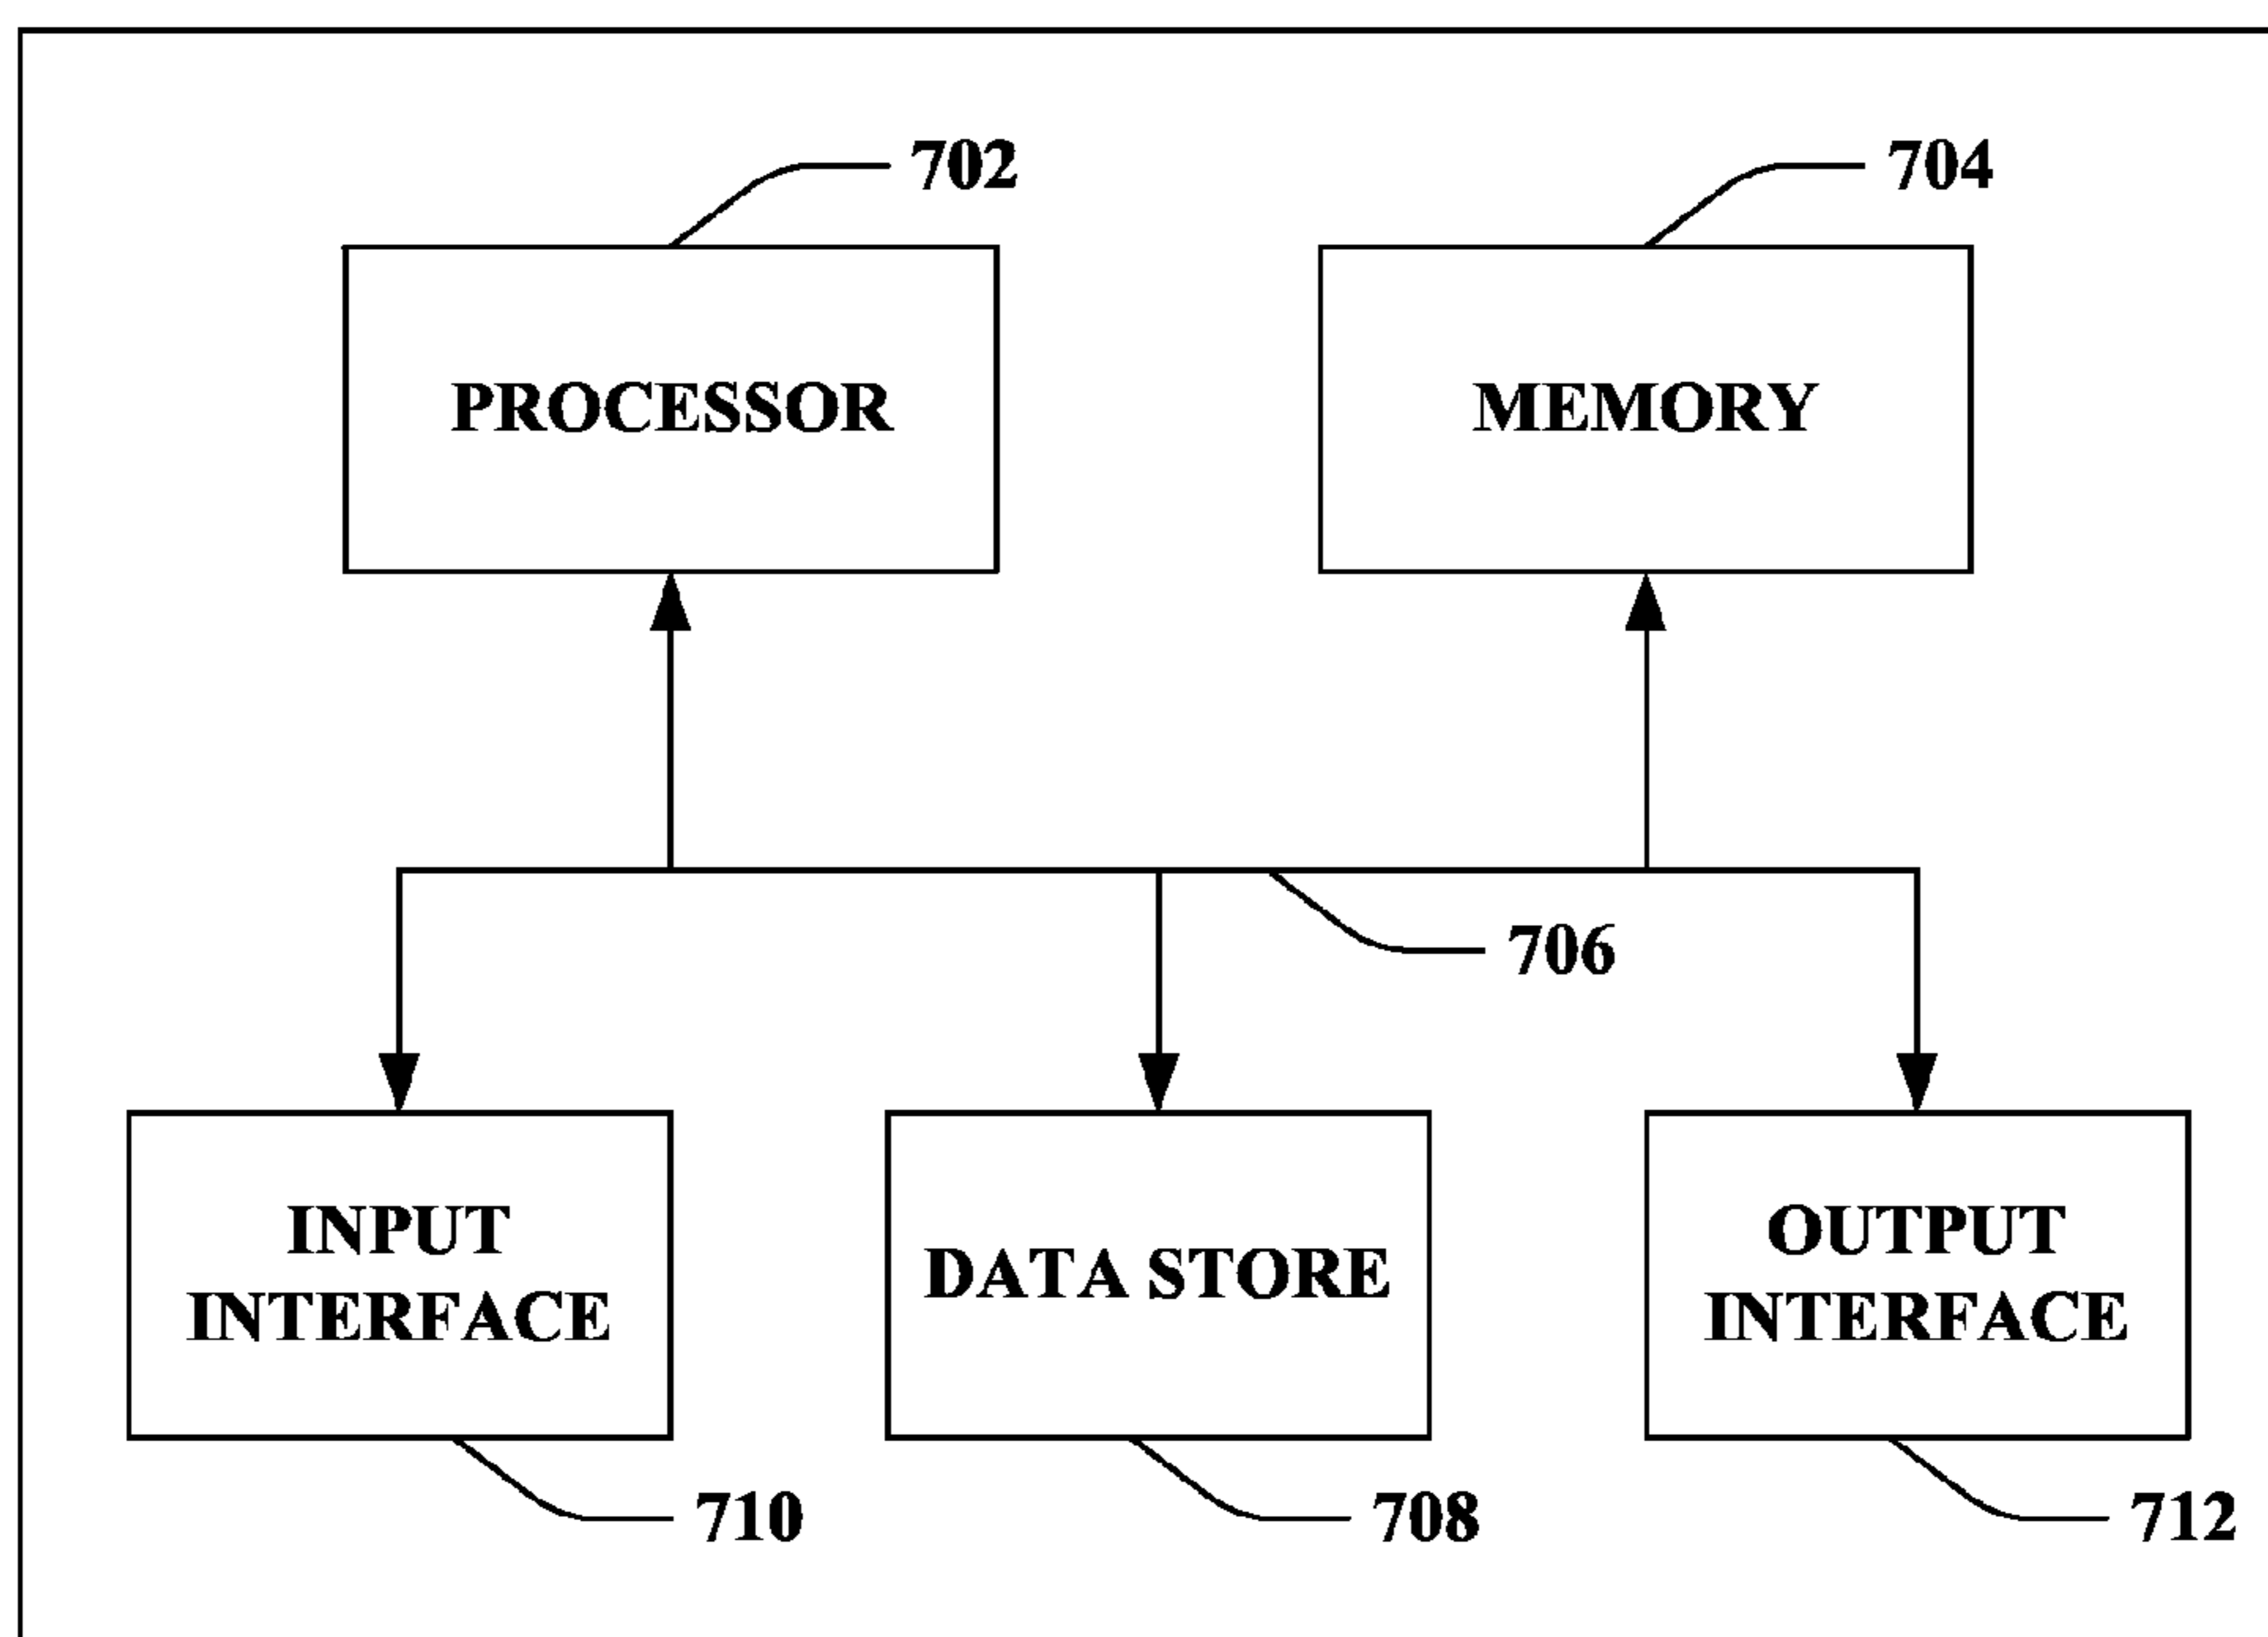 702
704
PROCESSOR
MEMORY
706
INPUT
INTERFACE
DATA STORE
OUTPUT
INTERFACE
710
708
712